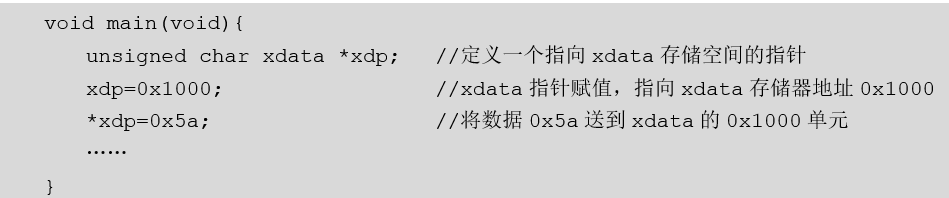 void main(void){
unsigned char xdata *xdp; //定义一个指向 xdata 存储空间的指针
xdp=0x1000; //xdata 指针赋值，指向 xdata 存储器地址 0x1000
*xdp=0x5a; //将数据 0x5a 送到 xdata 的 0x1000 单元
……
}